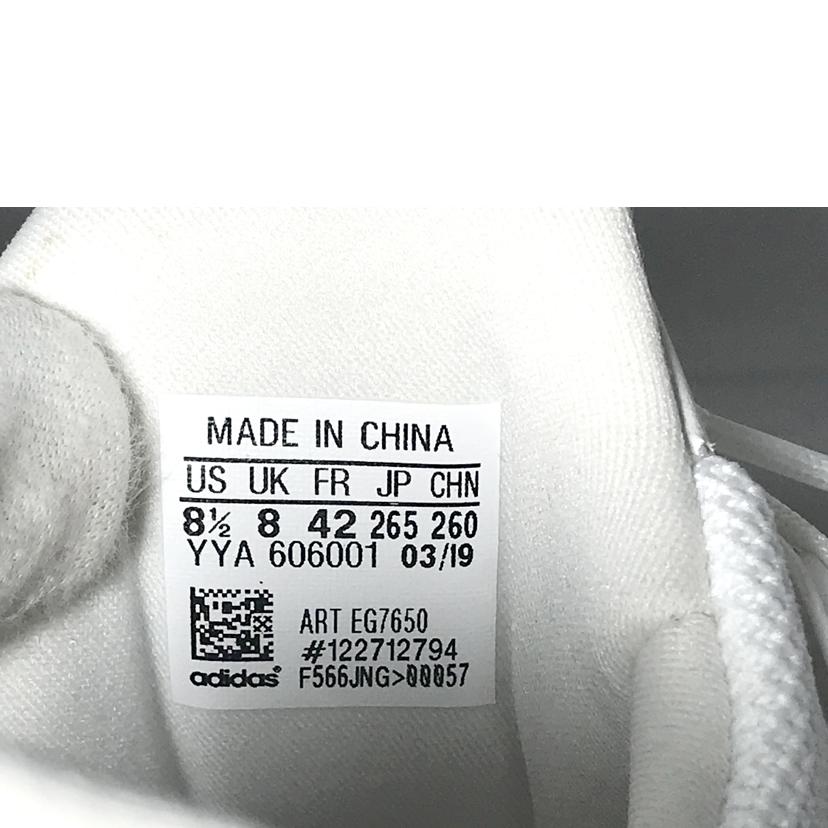 MADE IN CHINA
US UK FR JP CHN
8½ 8 42 265 260
YYA 606001 03/19
ART EG7650
#122712794
adidas® F566JNG>00057